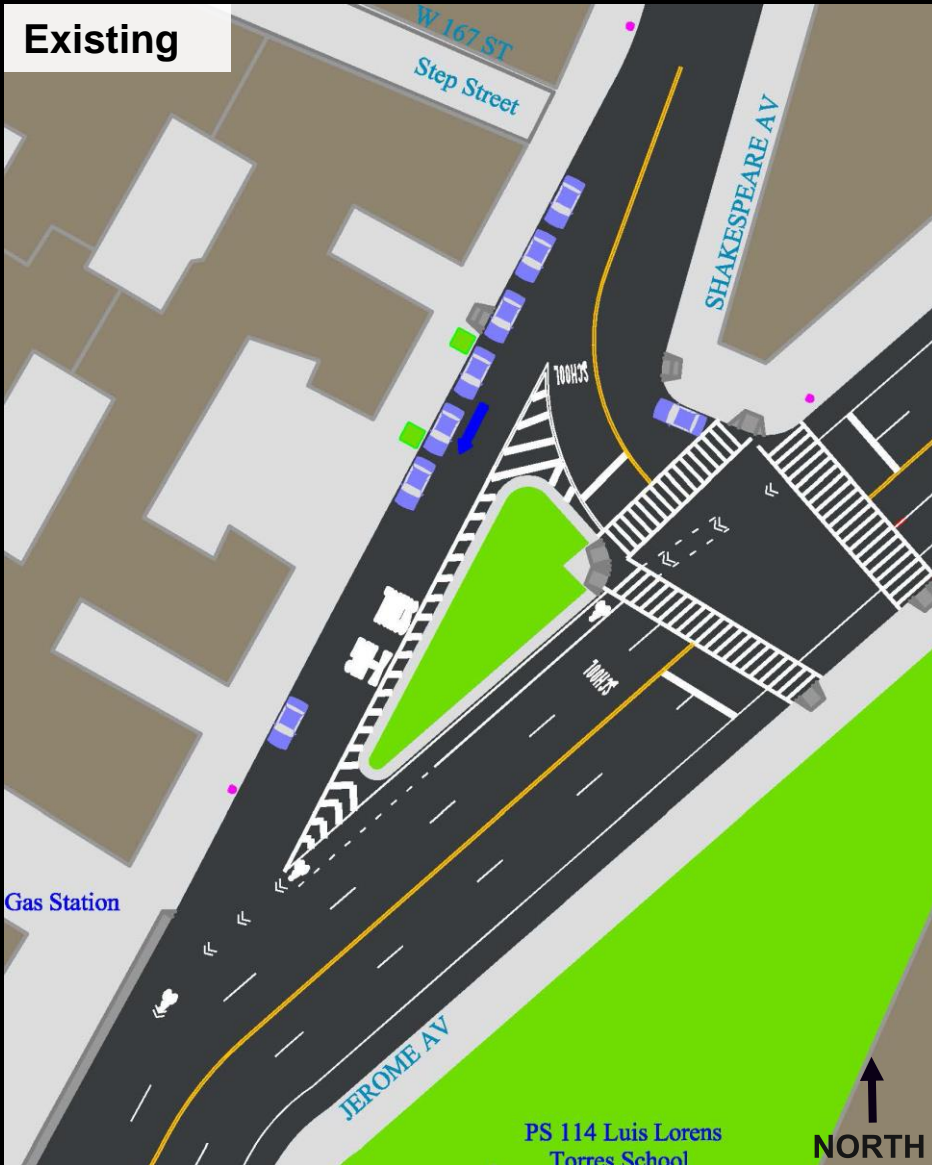 Existing
W 167 ST
Step Street
SHAKESPEARE AV
SCHOOL
SCHOOL
Gas Station
JEROME AV
PS 114 Luis Lorens
Torres School
NORTH